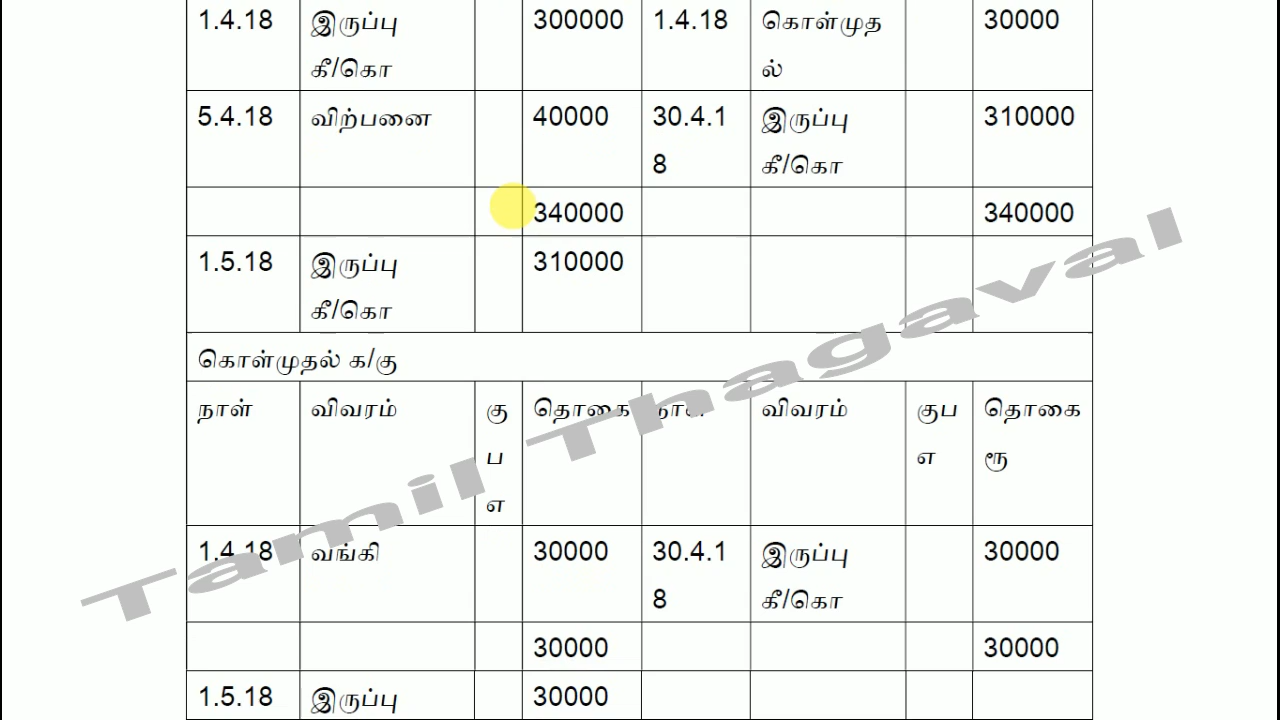 1.4.18 இருப்பு 300000 1.4.18 கொள்முத 30000
கீ/கொ ல்
5.4.18 விற்பனை 40000 30.4.1 இருப்பு 310000
8 கீ/கொ
340000 340000
1.5.18 இருப்பு 310000
கீ/கொ
கொள்முதல் க/கு
நாள் விவரம் கு தொகை நாள் விவரம் குப தொகை
ப எ ரூ
எ
1.4.18 வங்கி 30000 30.4.1 இருப்பு 30000
8 கீ/கொ
30000 30000
1.5.18 இருப்பு 30000
Tamil Thagaval